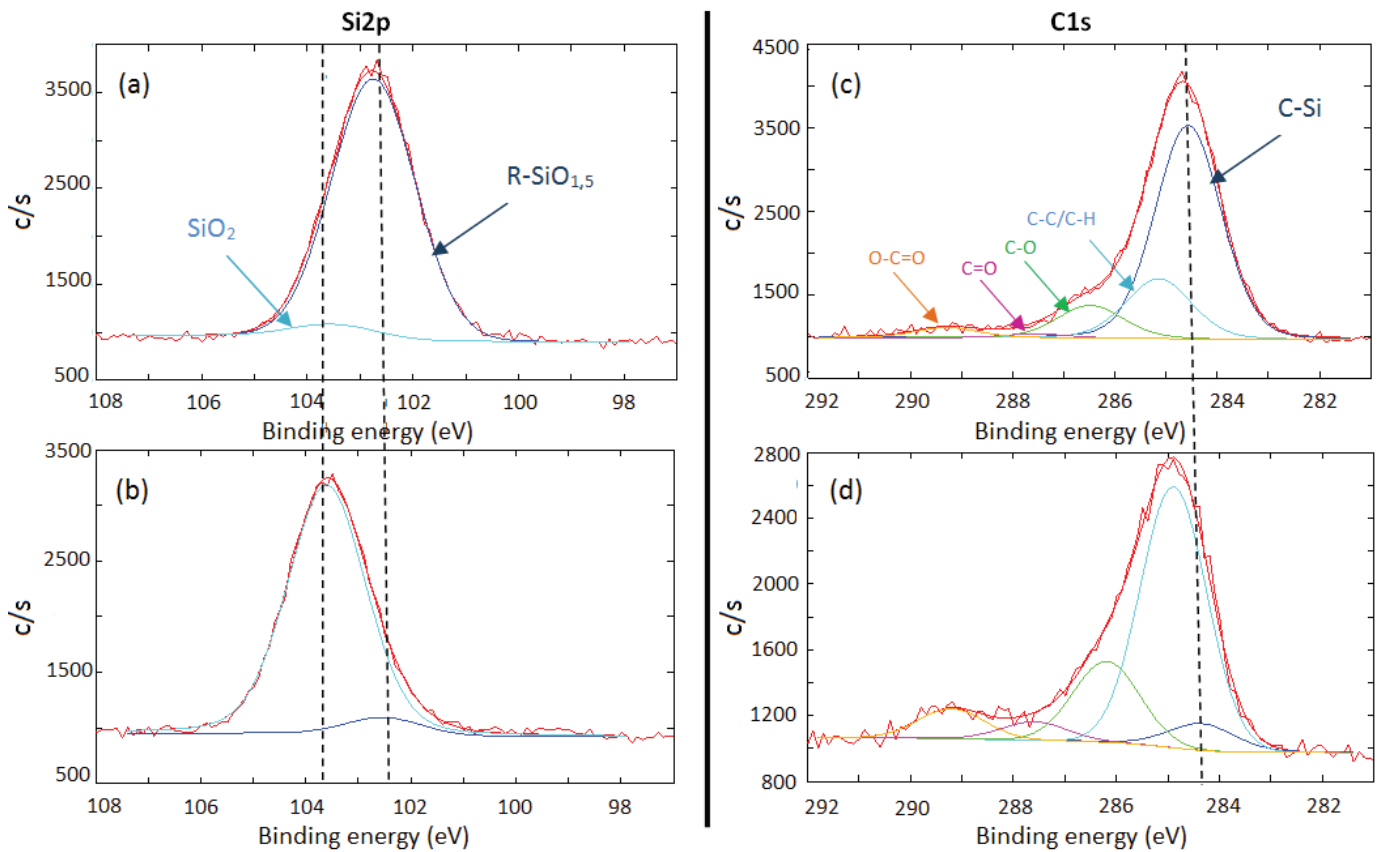 Si2p
C1s
(a)
3500
2500
1500
500
c/s
SiO2
R-SiO1,5
108 106 104 102 100 98
Binding energy (eV)
(b)
3500
2500
1500
500
c/s
108 106 104 102 100 98
Binding energy (eV)
(c)
4500
3500
2500
1500
500
c/s
C-Si
C-C/C-H
C-O
C=O
O-C=O
292 290 288 286 284 282
Binding energy (eV)
(d)
2800
2400
2000
1600
1200
800
c/s
292 290 288 286 284 282
Binding energy (eV)